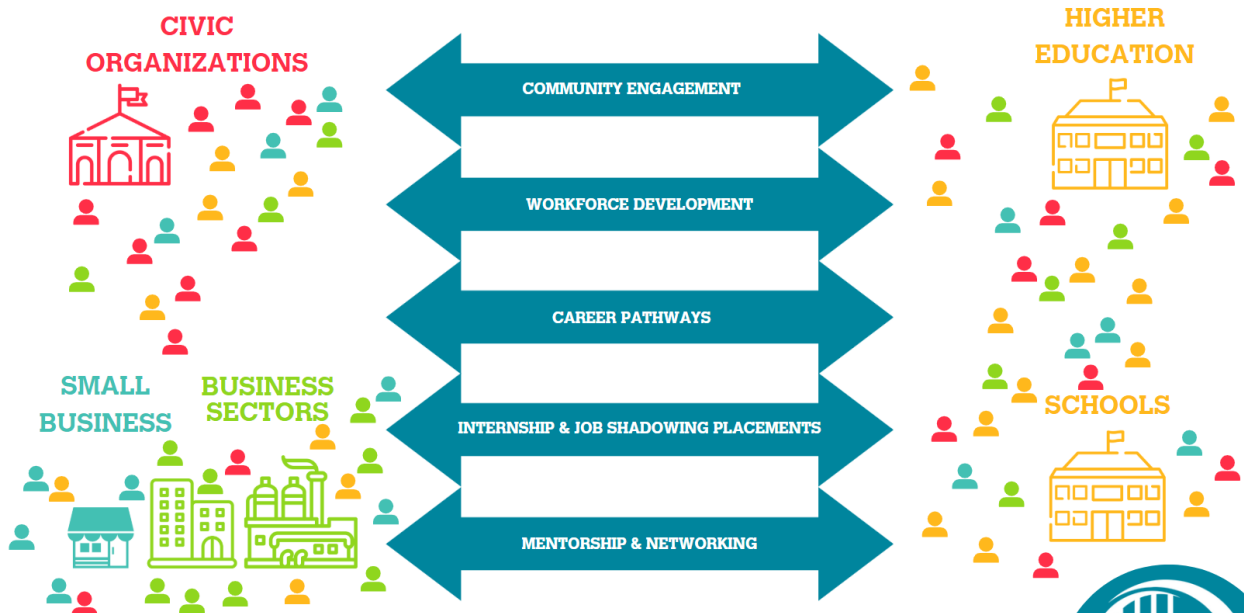 CIVIC
ORGANIZATIONS
HIGHER
EDUCATION
COMMUNITY ENGAGEMENT
WORKFORCE DEVELOPMENT
CAREER PATHWAYS
SMALL
BUSINESS
BUSINESS
SECTORS
INTERNSHIP & JOB SHADOWING PLACEMENTS
SCHOOLS
MENTORSHIP & NETWORKING